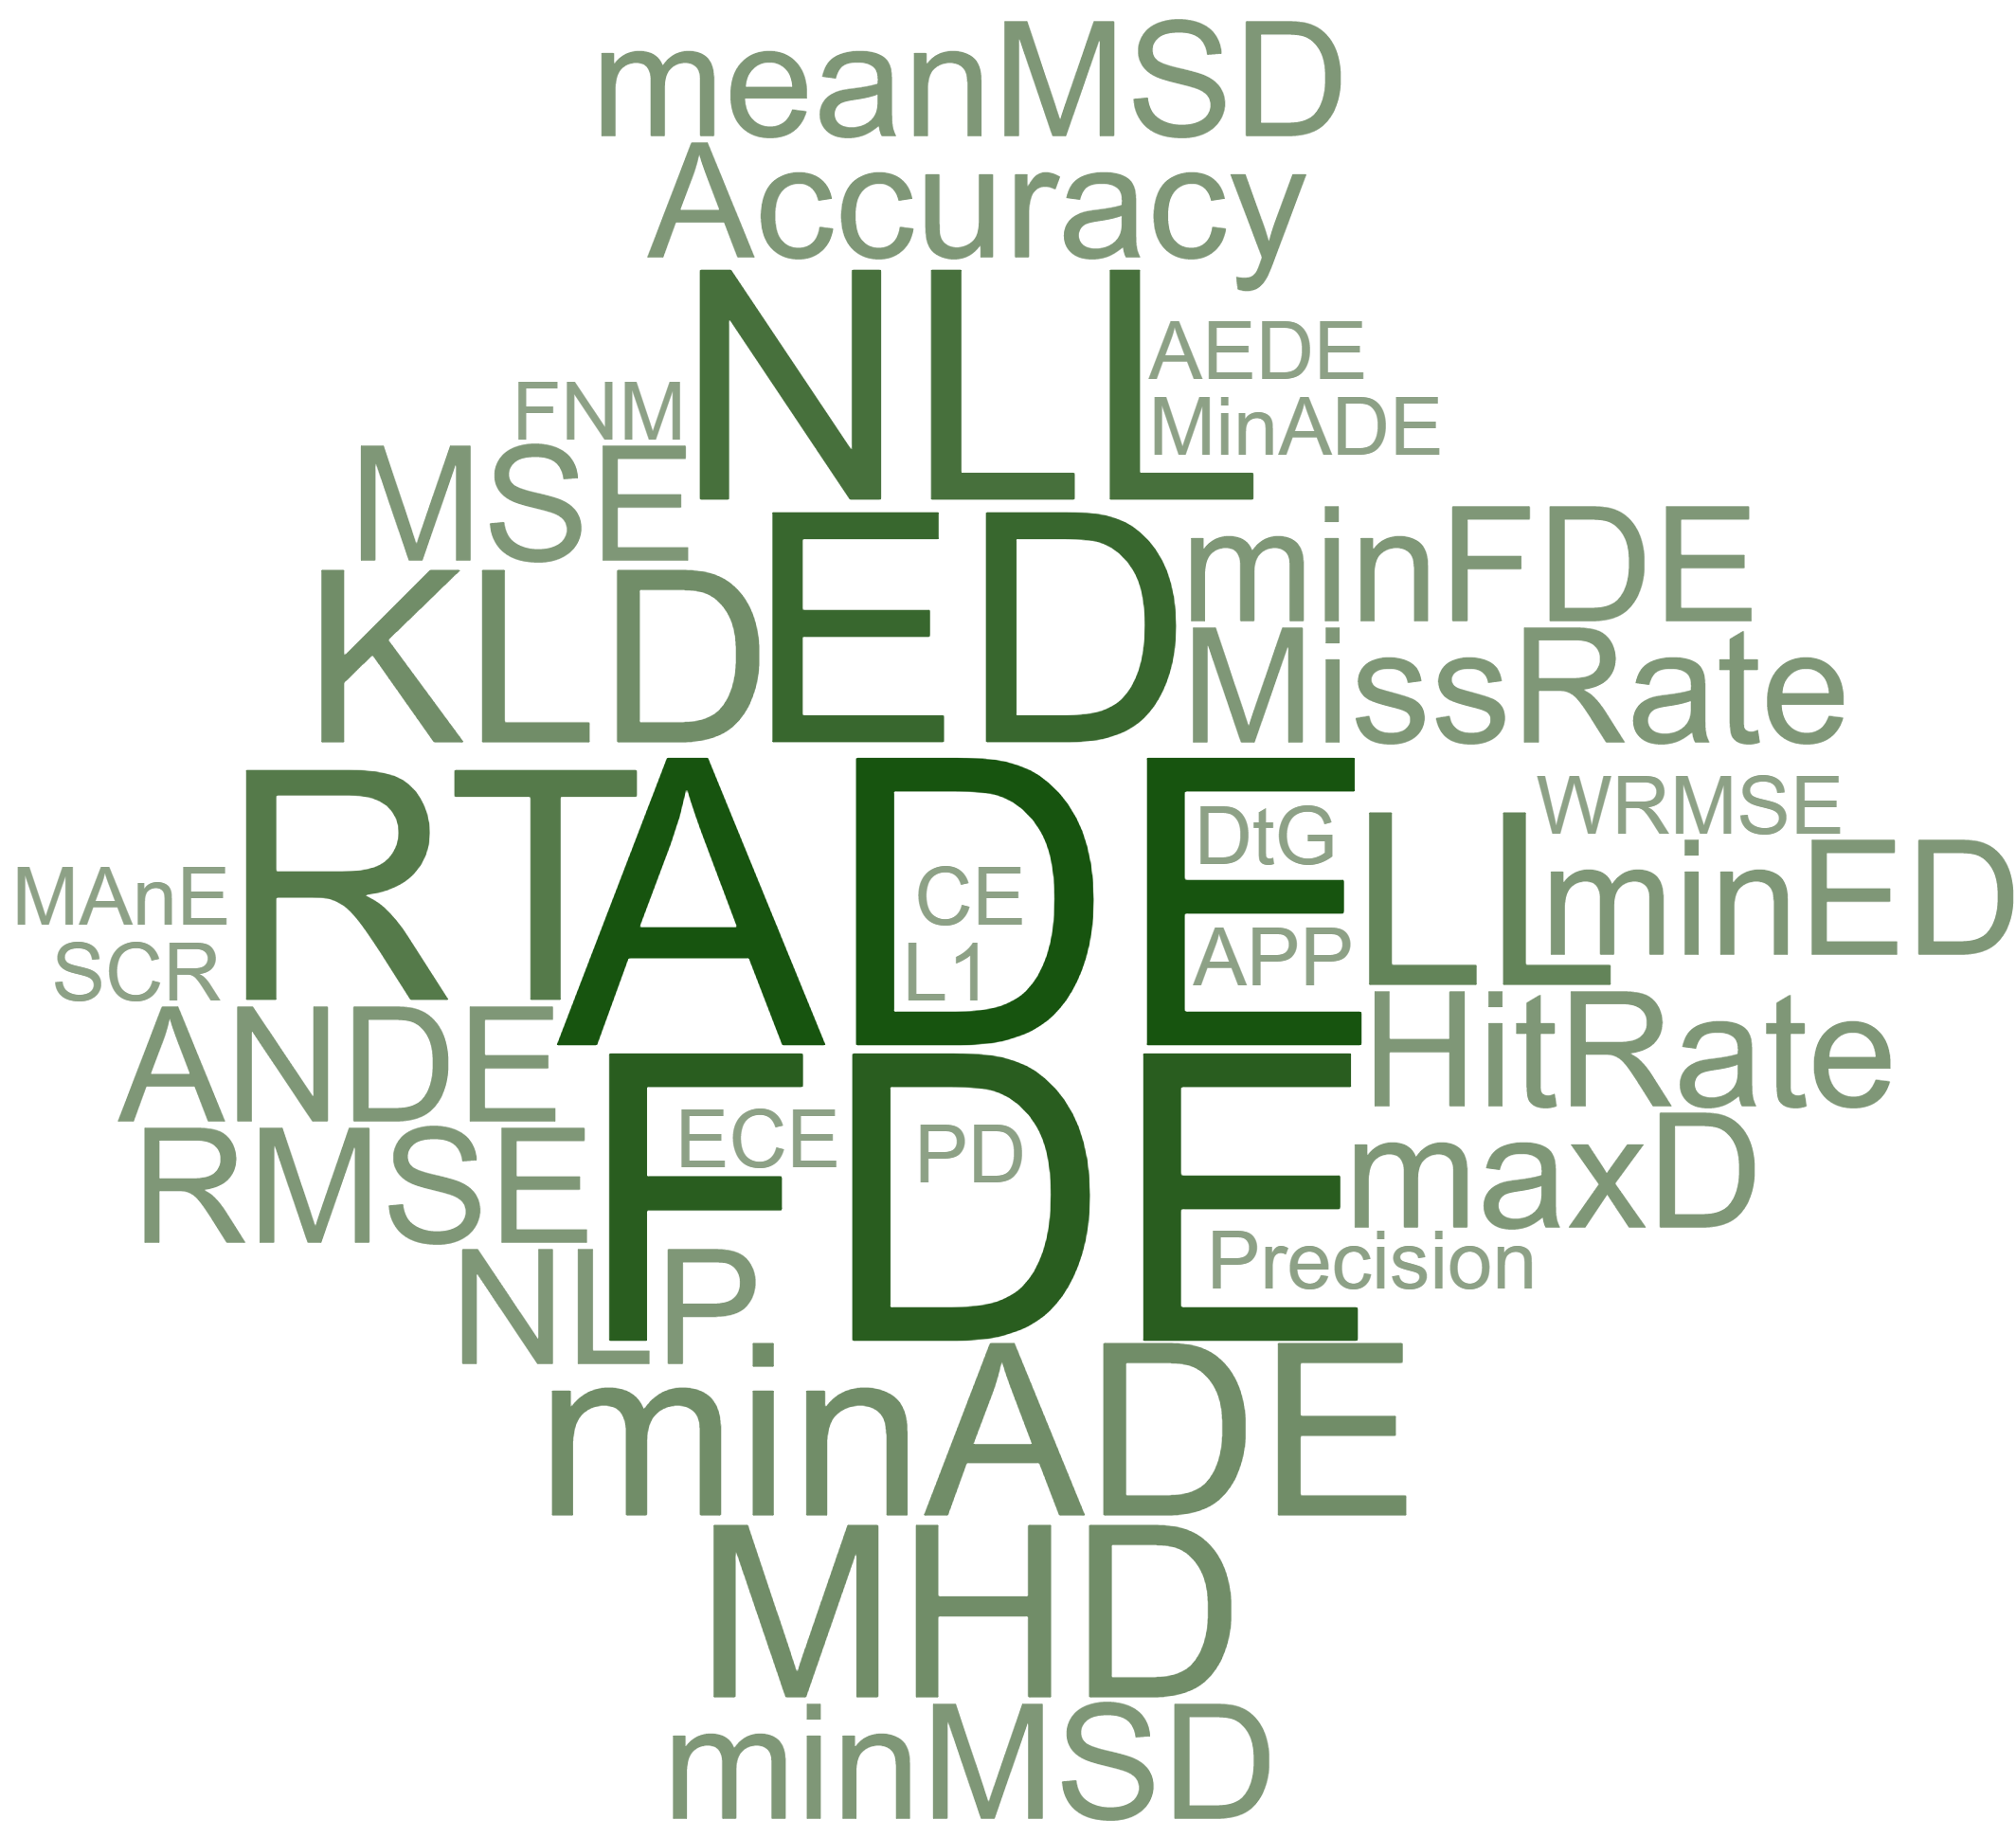 meanMSD
Accuracy
NLL
AEDE
FNM
MinADE
MSE
ED
minFDE
KLD
MissRate
RT
ADE
DtG
WRMSE
LL
minED
MAnE
CE
SCR
L1
APP
ANDE
HitRate
FDE
ECE
PD
maxD
RMSE
Precision
NLP
minADE
MHD
minMSD